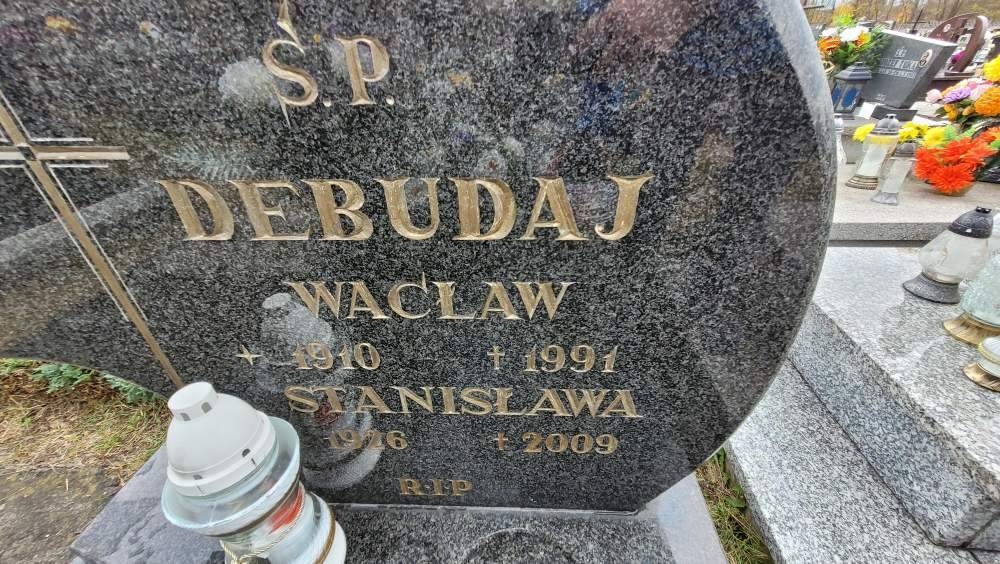 Ś.P.
DEBUDAJ
WACŁAW
1910 † 1991
STANISŁAWA
1926 † 2009
RIP